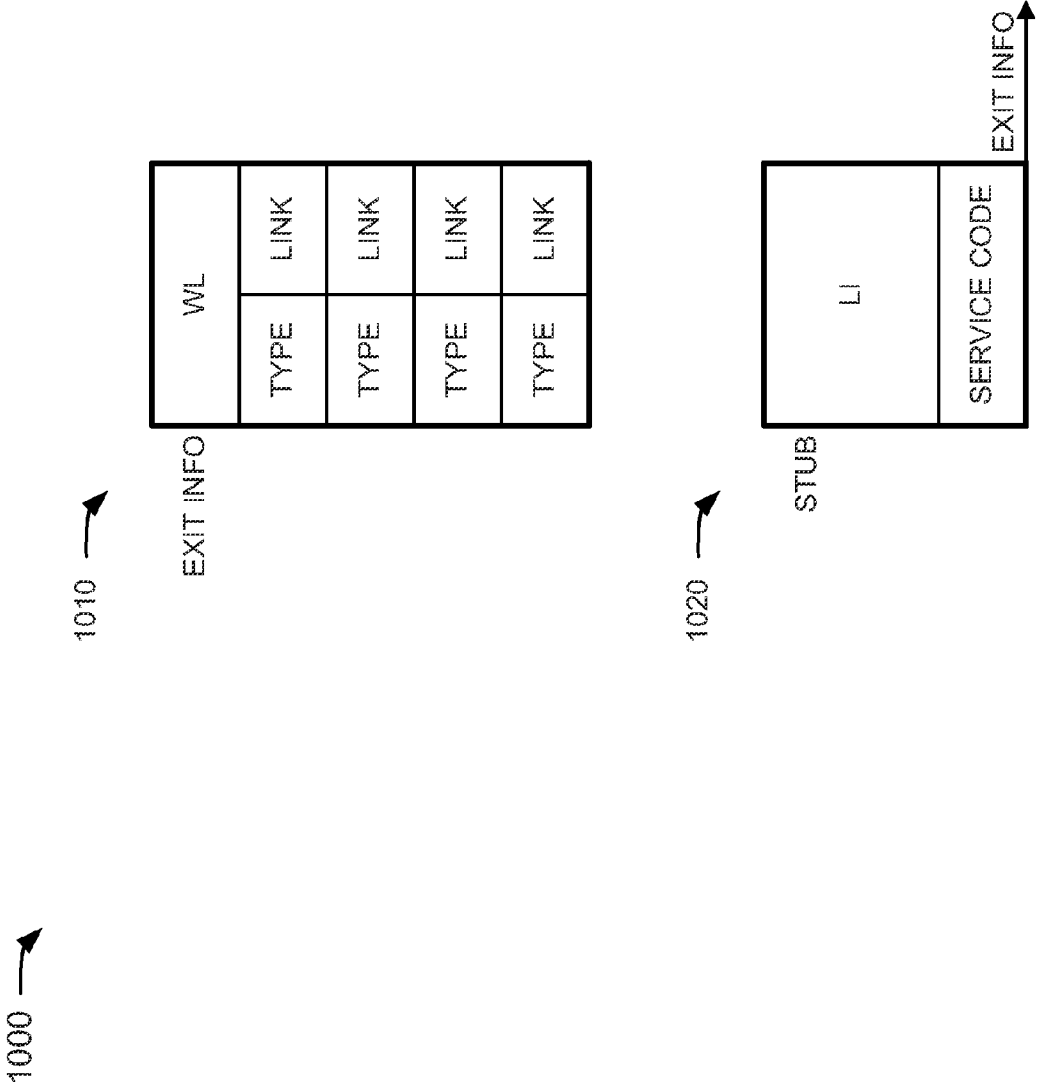 1000
1010
EXIT INFO
WL
TYPE LINK
TYPE LINK
TYPE LINK
TYPE LINK
1020
STUB
LI
SERVICE CODE
EXIT INFO